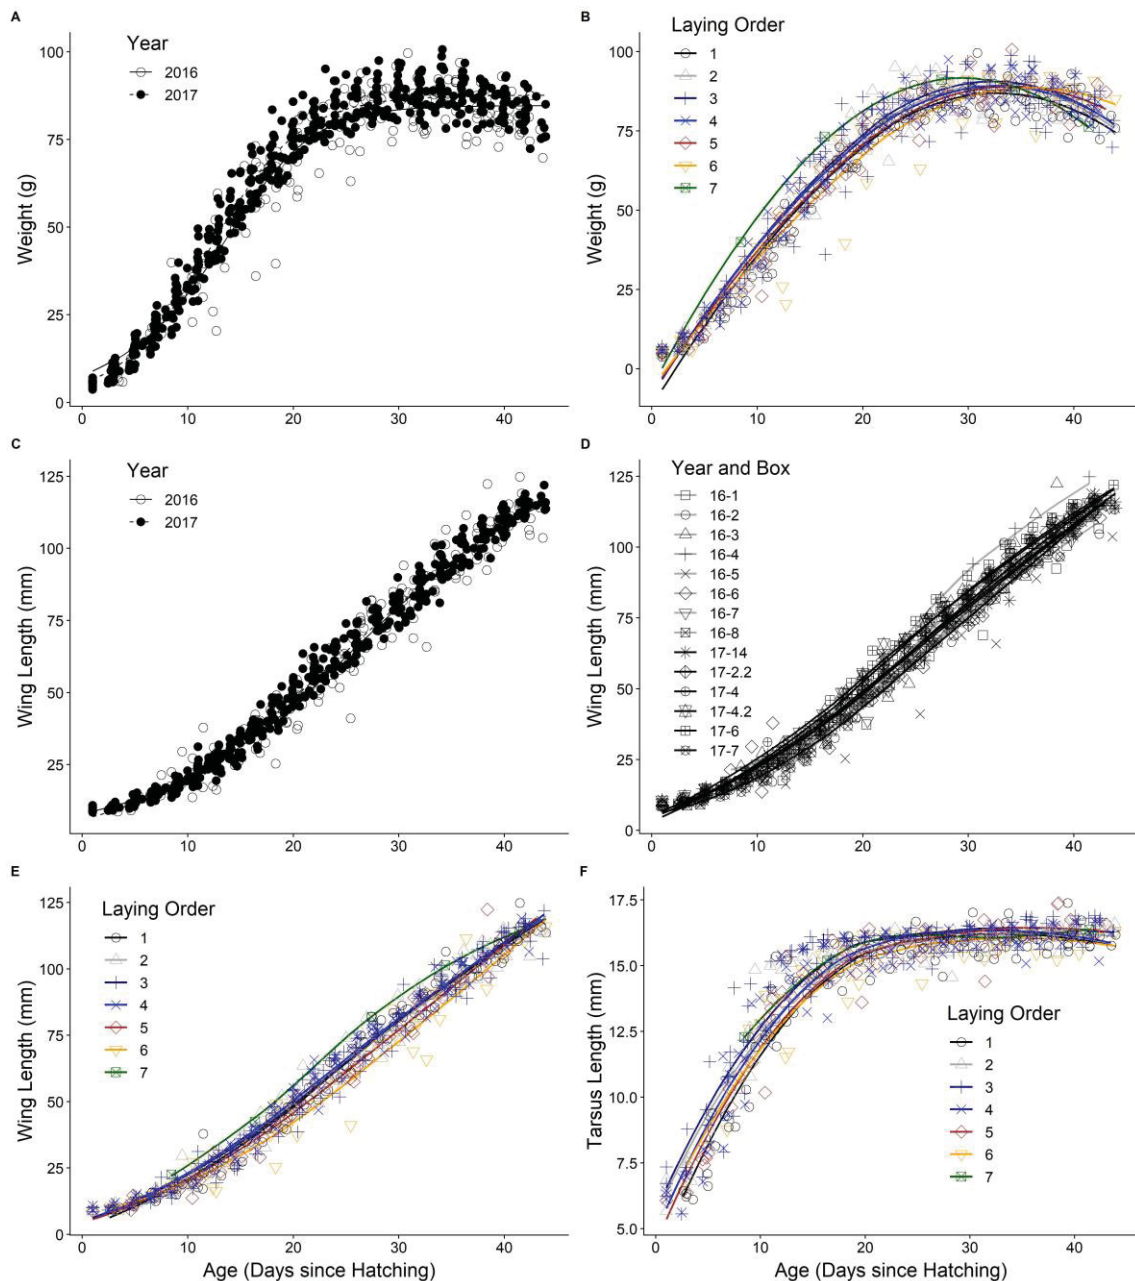 A
Year
2016
2017
100
75
50
25
0
Weight (g)
0 10 20 30 40
B
Laying Order
1
2
3
4
5
6
7
100
75
50
25
0
Weight (g)
0 10 20 30 40
C
Year
2016
2017
125
100
75
50
25
Wing Length (mm)
0 10 20 30 40
D
Year and Box
16-1
16-2
16-3
16-4
16-5
16-6
16-7
16-8
17-14
17-2.2
17-4
17-4.2
17-6
17-7
125
100
75
50
25
0
Wing Length (mm)
0 10 20 30 40
E
Laying Order
1
2
3
4
5
6
7
125
100
75
50
25
0
Wing Length (mm)
0 10 20 30 40
Age (Days since Hatching)
F
17.5
15.0
12.5
10.0
7.5
5.0
Tarsus Length (mm)
Laying Order
1
2
3
4
5
6
7
0 10 20 30 40
Age (Days since Hatching)